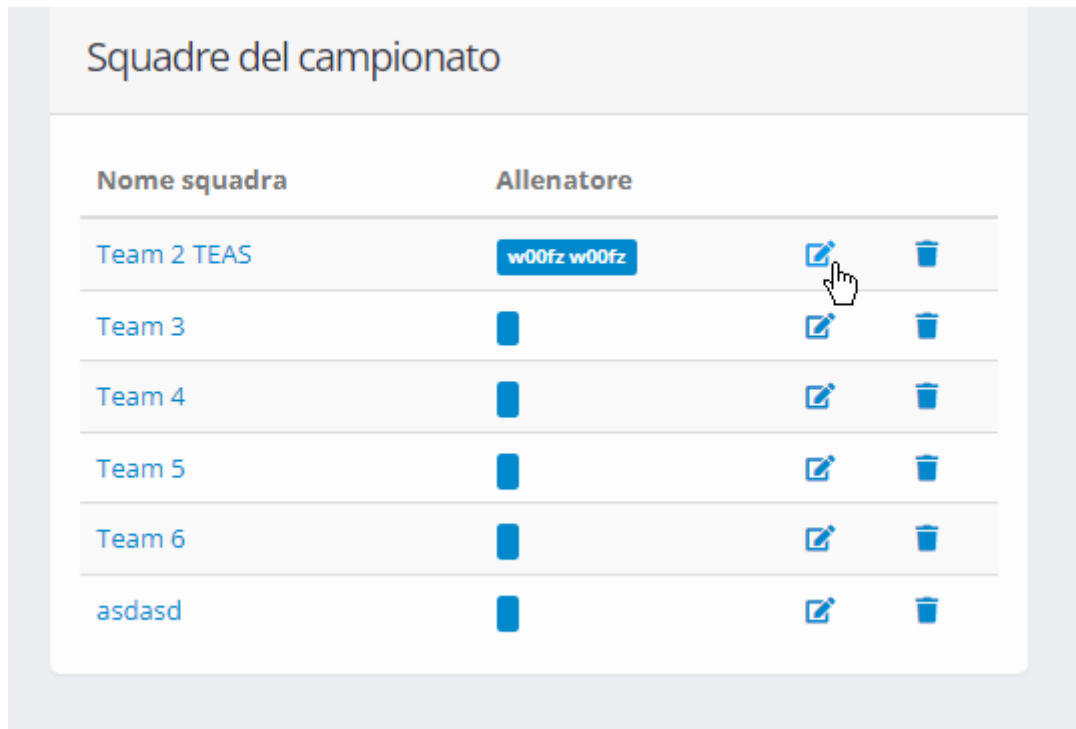 Squadre del campionato
Nome squadra Allenatore
Team 2 TEAS w00fz w00fz
Team 3
Team 4
Team 5
Team 6
asdasd